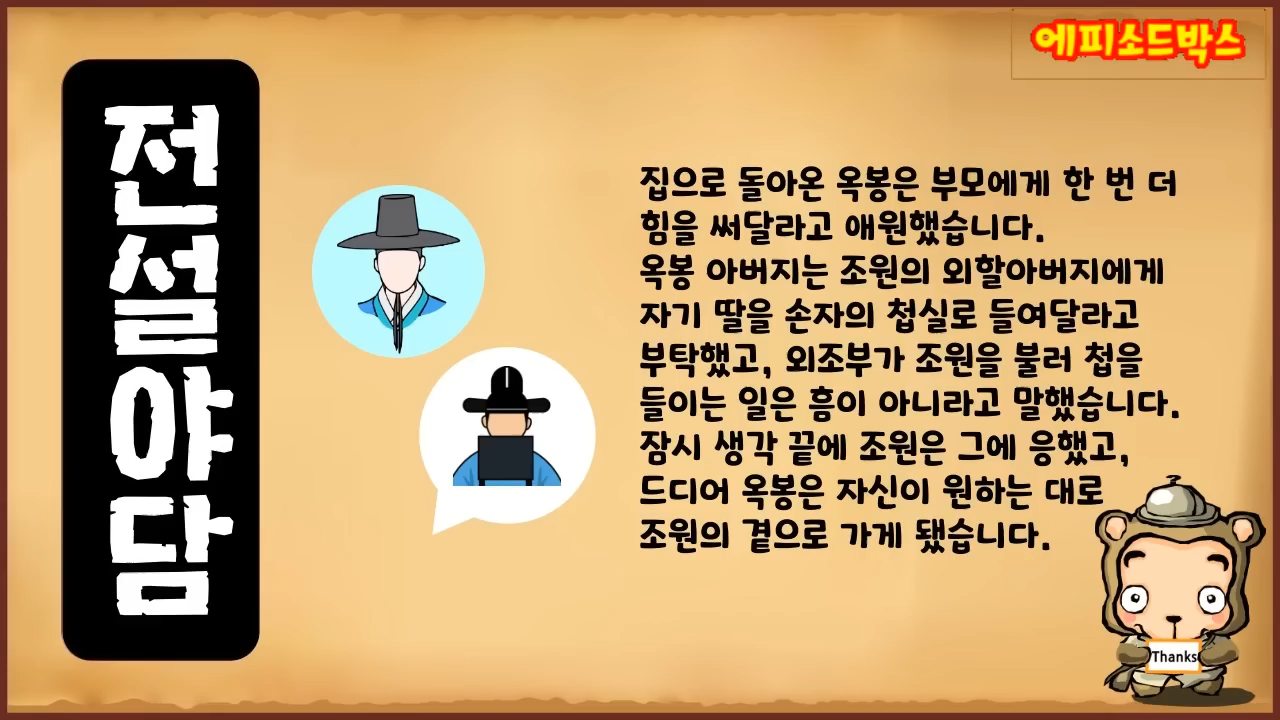 에피소드박스
전설야담
집으로 돌아온 옥봉은 부모에게 한 번 더
힘을 써달라고 애원했습니다.
옥봉 아버지는 조원의 외할아버지에게
자기 딸을 손자의 첩실로 들여달라고
부탁했고, 외조부가 조원을 불러 첩을
들이는 일은 흠이 아니라고 말했습니다.
잠시 생각 끝에 조원은 그에 응했고,
드디어 옥봉은 자신이 원하는 대로
조원의 곁으로 가게 됐습니다.
Thanks